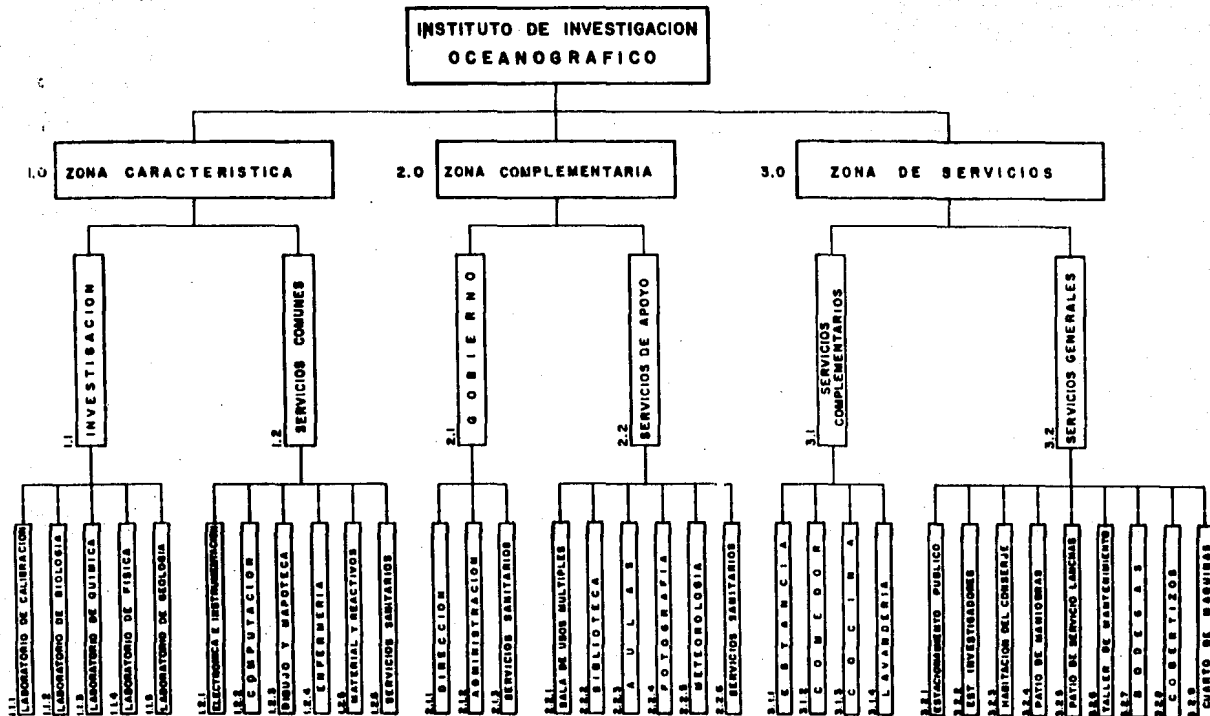 INSTITUTO DE INVESTIGACION
OCEANOGRAFICO
1.0 ZONA CARACTERISTICA
2.0 ZONA COMPLEMENTARIA
3.0 ZONA DE SERVICIOS
1.1 INVESTISACION
1.2 SERVICIOS COMUNES
2.1 GOBIERNO
2.2 SERVICIOS DE APOYO
3.1 SERVICIOS
COMPLEMENTARIOS
3.2 SERVICIOS GENERALES
1.1.1 LABORATORIO DE CALIBRACION
1.1.2 LABORATORIO DE BIOLOGIA
1.1.3 LABORATORIO DE QUIMICA
1.1.4 LABORATORIO DE FISICA
1.1.5 LABORATORIO DE GEOLOGIA
1.2.1 ELECTRONICA E INSTRUMENTACION
1.2.2 COMPUTACION
1.2.3 DIBUJO Y MAPOTECA
1.2.4 ENFERMERIA
1.2.5 MATERIAL Y REACTIVOS
1.2.6 SERVICIOS SANITARIOS
2.1.1 DIRECCION
2.1.2 ADMINISTRACION
2.1.3 SERVICIOS SANITARIOS
2.2.1 SALA DE USOS MULTIPLES
2.2.2 BIBLIOTECA
2.2.3 AULAS
2.2.4 FOTOGRAFIA
2.2.5 METEOROLOGIA
2.2.6 SERVICIOS SANITARIOS
3.1.1 ESTANCIA
3.1.2 COMEDOR
3.1.3 COCINA
3.1.4 LAVANDERIA
3.2.1 ESTACIONAMIENTO PUBLICO
3.2.2 EST INVESTIGADORES
3.2.3 HABITACION DEL CONSERJE
3.2.4 PATIO DE MANIOBRAS
3.2.5 PATIO DE SERVICIO LANCHAS
3.2.6 TALLER DE MANTENIMIENTO
3.2.7 BODEGAS
3.2.8 COBERTIZOS
3.2.9 CUARTO DE MAQUINAS